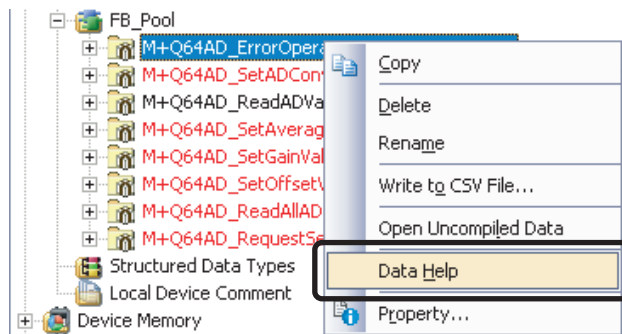 FB_Pool
M+Q64AD_ErrorOpera
M+Q64AD_SetADCon
M+Q64AD_ReadADVa
M+Q64AD_SetAverag
M+Q64AD_SetGainVal
M+Q64AD_SetOffsetV
M+Q64AD_ReadAllAD
M+Q64AD_RequestSe
Structured Data Types
Local Device Comment
Device Memory
Copy
Delete
Rename
Write to CSV File...
Open Uncompiled Data
Data Help
Property...